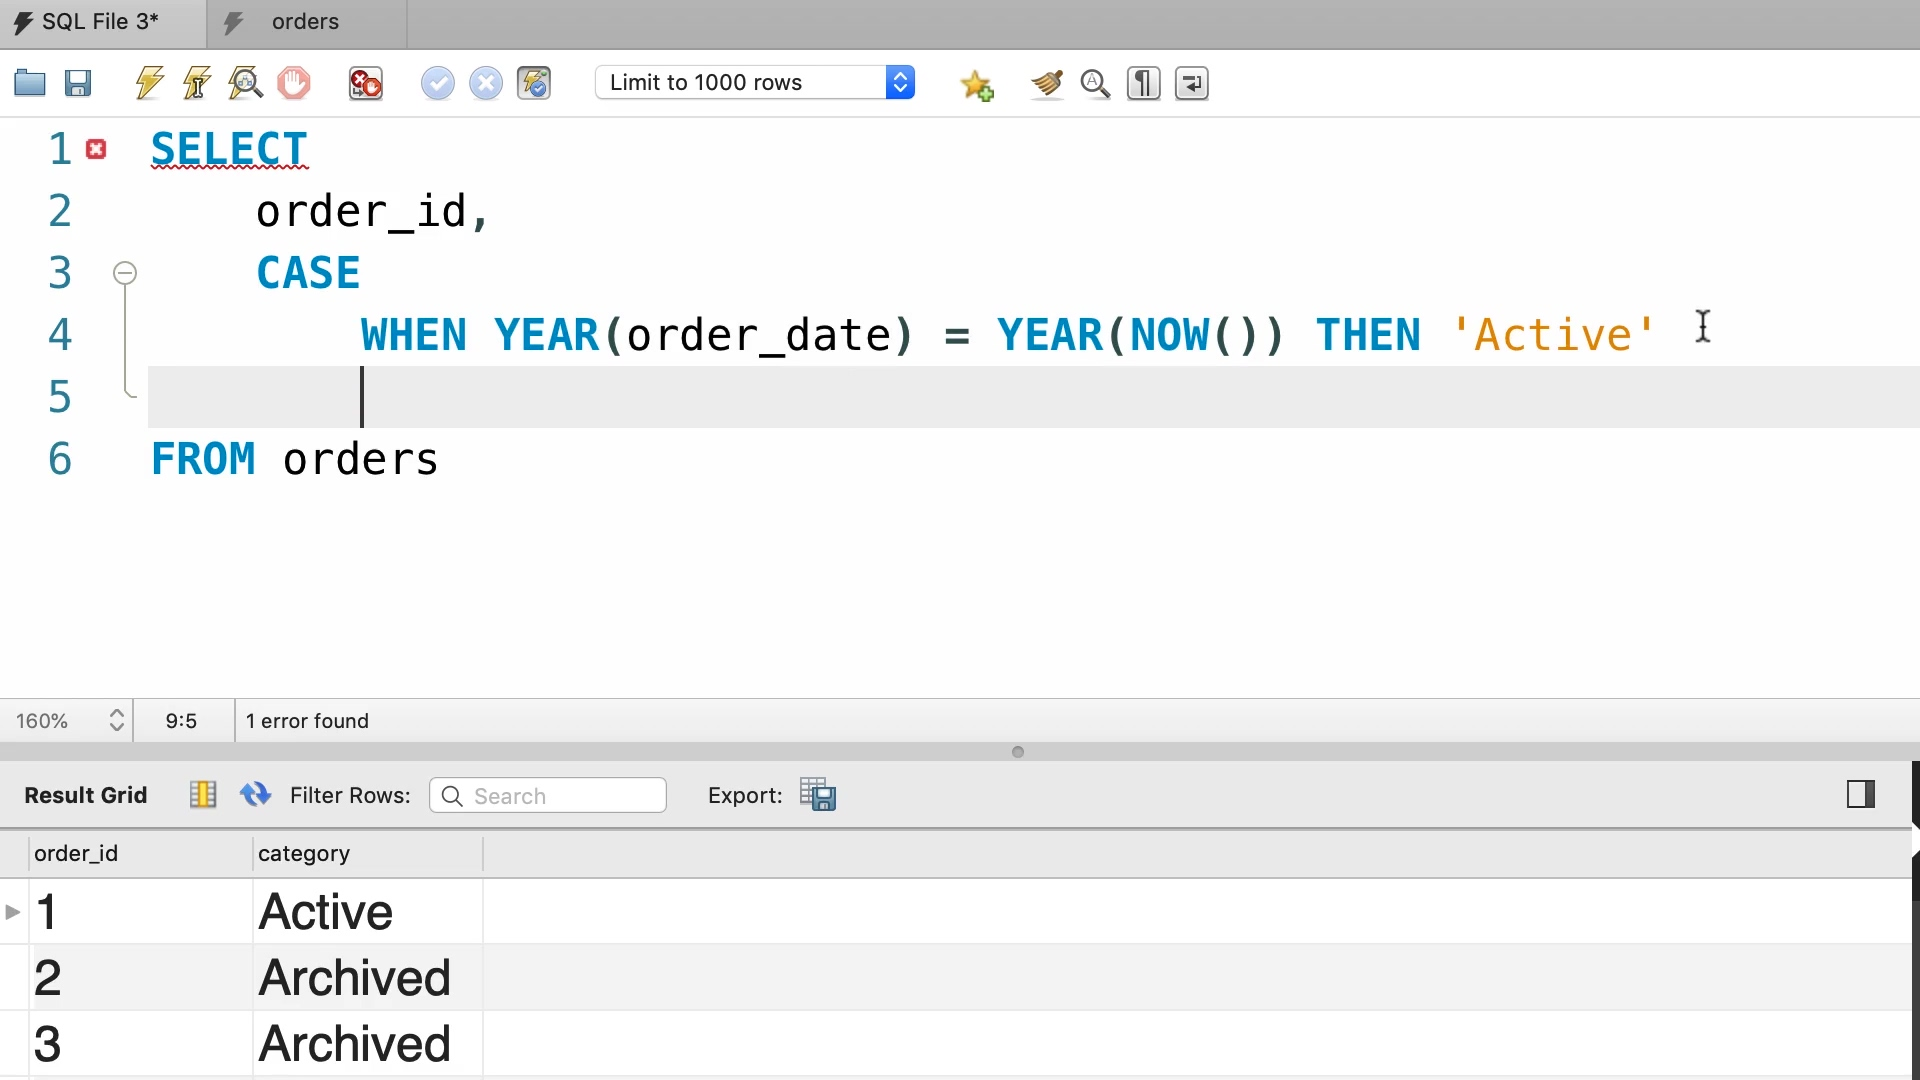 SQL File 3*
orders
Limit to 1000 rows
1 SELECT
2 order_id,
3 CASE
4 WHEN YEAR(order_date) = YEAR(NOW()) THEN 'Active'
5
6 FROM orders
160% 9:5 1 error found
Result Grid Filter Rows: Search Export:
order_id category
1 Active
2 Archived
3 Archived